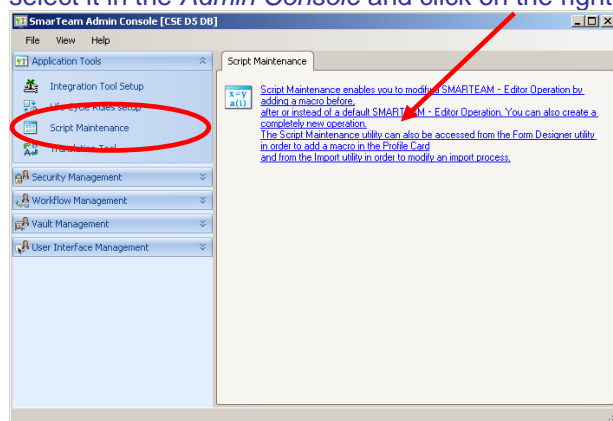 select it in the Admin Console and click on the right
SmarTeam Admin Console [CSE D5 DB]
File View Help
Application Tools
Integration Tool Setup
Life Cycle Rules Setup
Script Maintenance
Translation Tool
Security Management
Workflow Management
Vault Management
User Interface Management
Script Maintenance
x=y
a(i)
Script Maintenance enables you to modify a SMARTEAM - Editor Operation by
adding a macro before,
after or instead of a default SMARTEAM - Editor Operation. You can also create a
completely new operation.
The Script Maintenance utility can also be accessed from the Form Designer utility
in order to add a macro in the Profile Card
and from the Import utility in order to modify an import process.